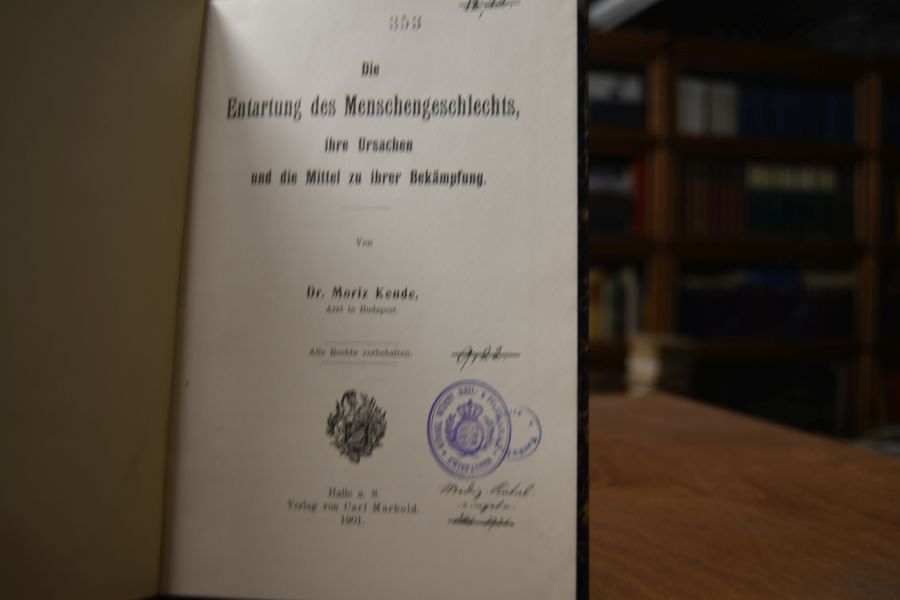 353
Die
Entartung des Menschengeschlechts,
ihre Ursachen
und die Mittel zu ihrer Bekämpfung.
Von
Dr. Moriz Kende,
Arzt in Budapest.
Alle Rechte vorbehalten.
Halle a. S.
Verlag von Carl Marhold.
1901.